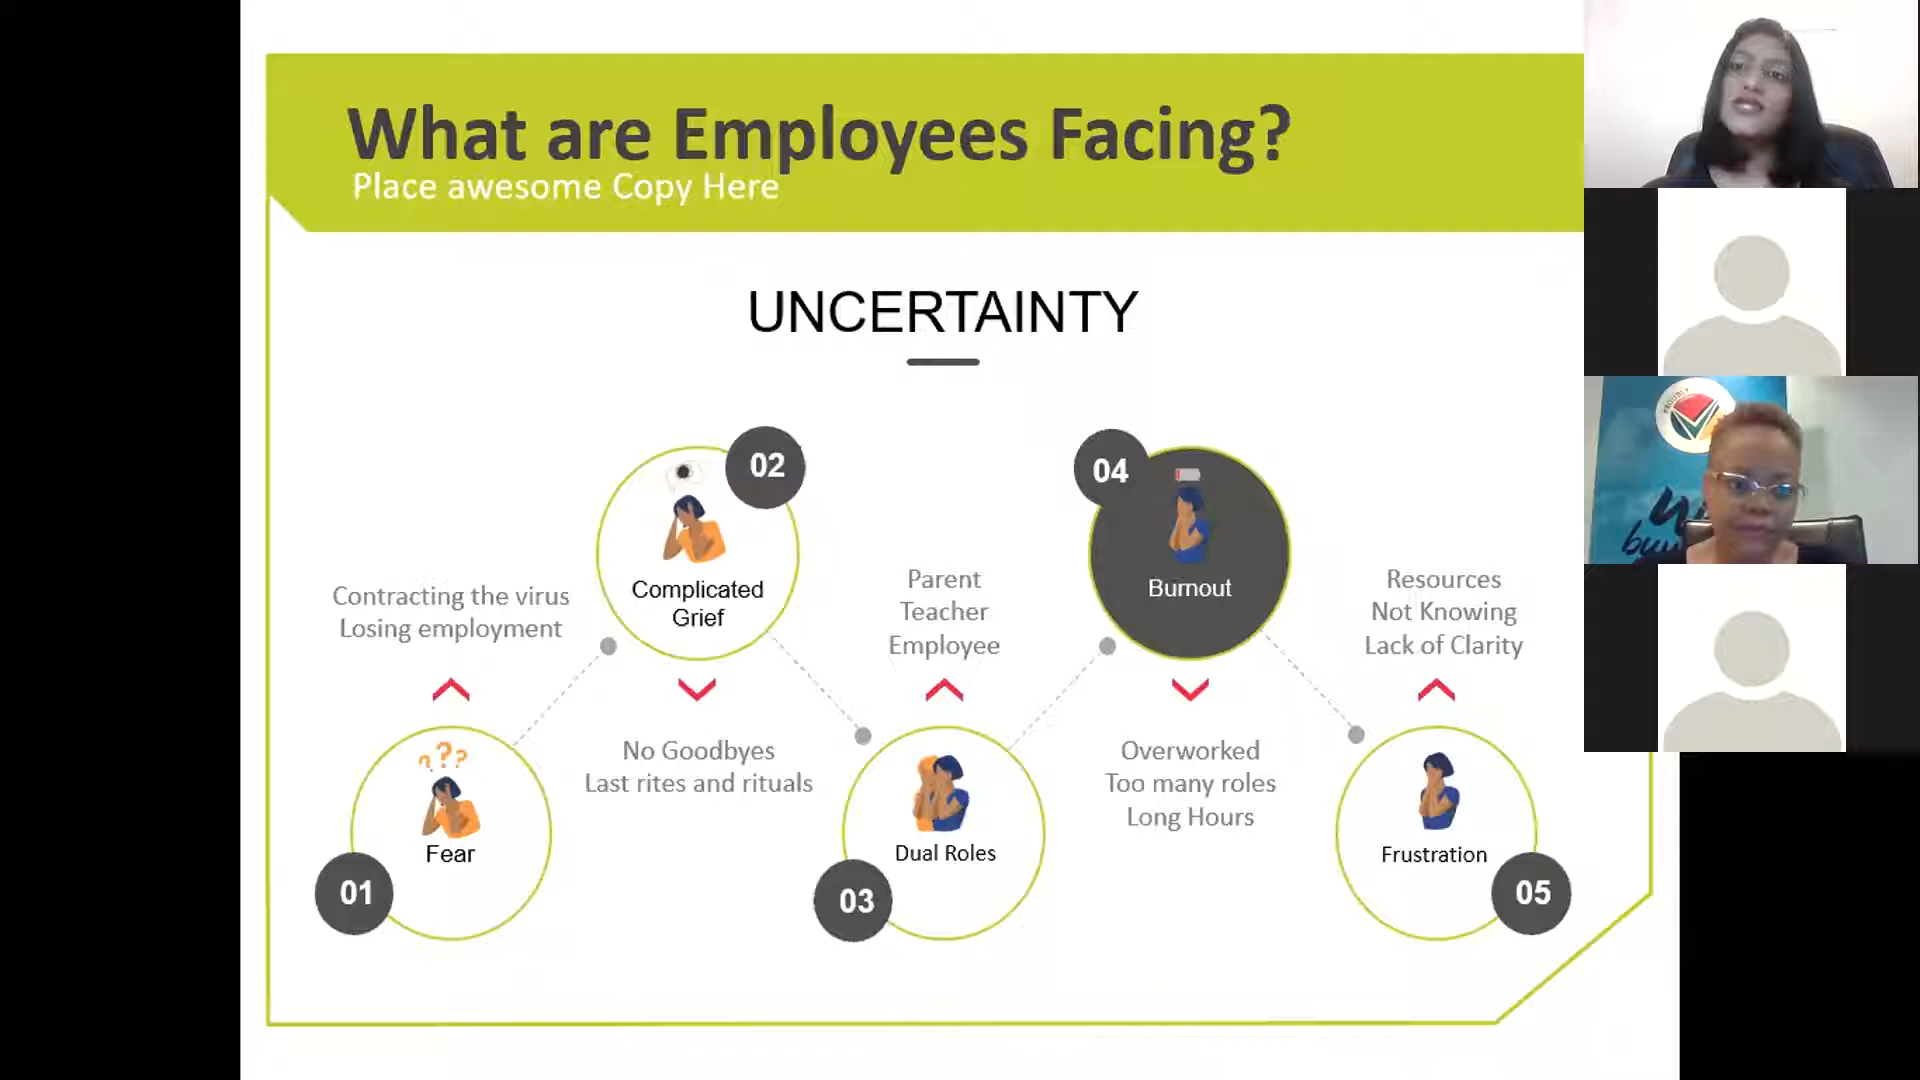 What are Employees Facing?
Place awesome Copy Here
UNCERTAINTY
01
Fear
Contracting the virus
Losing employment
02
Complicated
Grief
No Goodbyes
Last rites and rituals
03
Dual Roles
Parent
Teacher
Employee
04
Burnout
Overworked
Too many roles
Long Hours
05
Frustration
Resources
Not Knowing
Lack of Clarity
? ? ?
PROUDLY